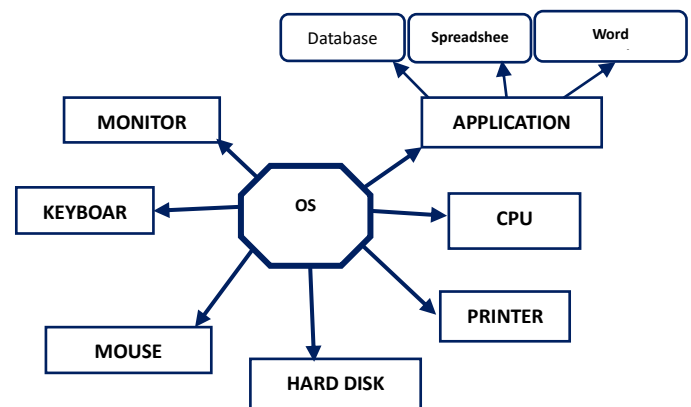 Database
Spreadshee
Word
MONITOR
APPLICATION
KEYBOAR
OS
CPU
PRINTER
MOUSE
HARD DISK